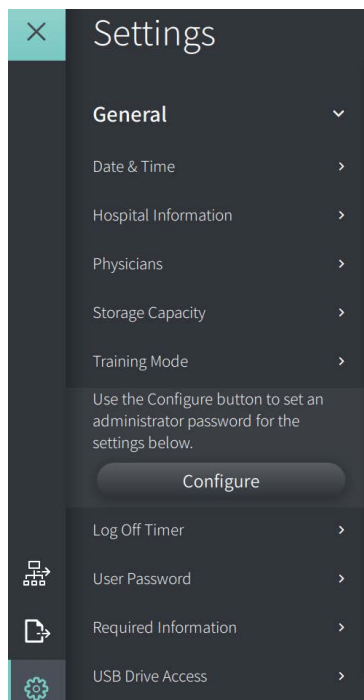 Settings
General
Date & Time
Hospital Information
Physicians
Storage Capacity
Training Mode
Use the Configure button to set an
administrator password for the
settings below.
Configure
Log Off Timer
User Password
Required Information
USB Drive Access